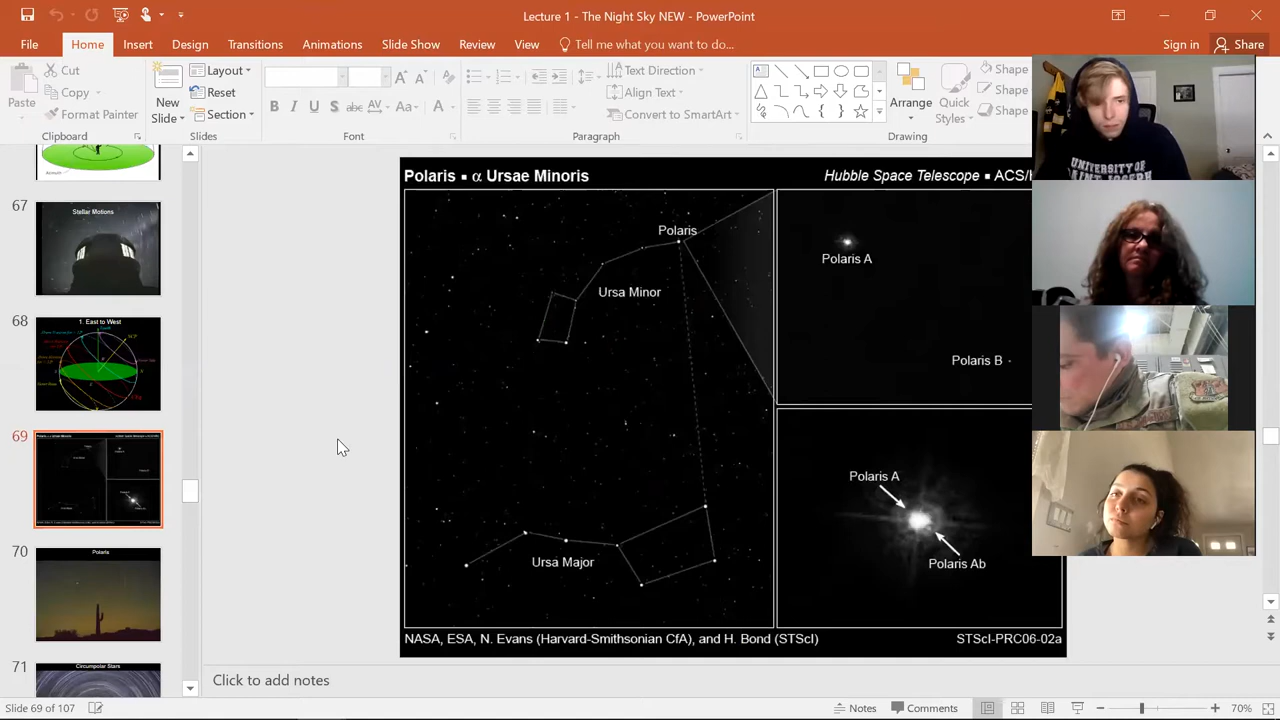 Lecture 1 - The Night Sky NEW - PowerPoint
File Home Insert Design Transitions Animations Slide Show Review View Tell me what you want to do... Sign in Share
Paste
Cut
Copy
Format Painter
Clipboard
New Slide
Layout
Reset
Section
Slides
B I U S abc AV Aa
Font
Text Direction
Align Text
Convert to SmartArt
Paragraph
Arrange
Quick Styles
Shape
Shape
Shape
Drawing
67
Stellar Motions
68
1. East to West
69
70
Polaris
71
Circumpolar Stars
Polaris ▪ α Ursae Minoris
Hubble Space Telescope ▪ ACS/
Polaris
Ursa Minor
Ursa Major
Polaris A
Polaris B
Polaris A
Polaris Ab
NASA, ESA, N. Evans (Harvard-Smithsonian CfA), and H. Bond (STScI)
STScI-PRC06-02a
UNIVERSITY OF
SAINT JOSEPH
Click to add notes
Slide 69 of 107
Notes
Comments
70%